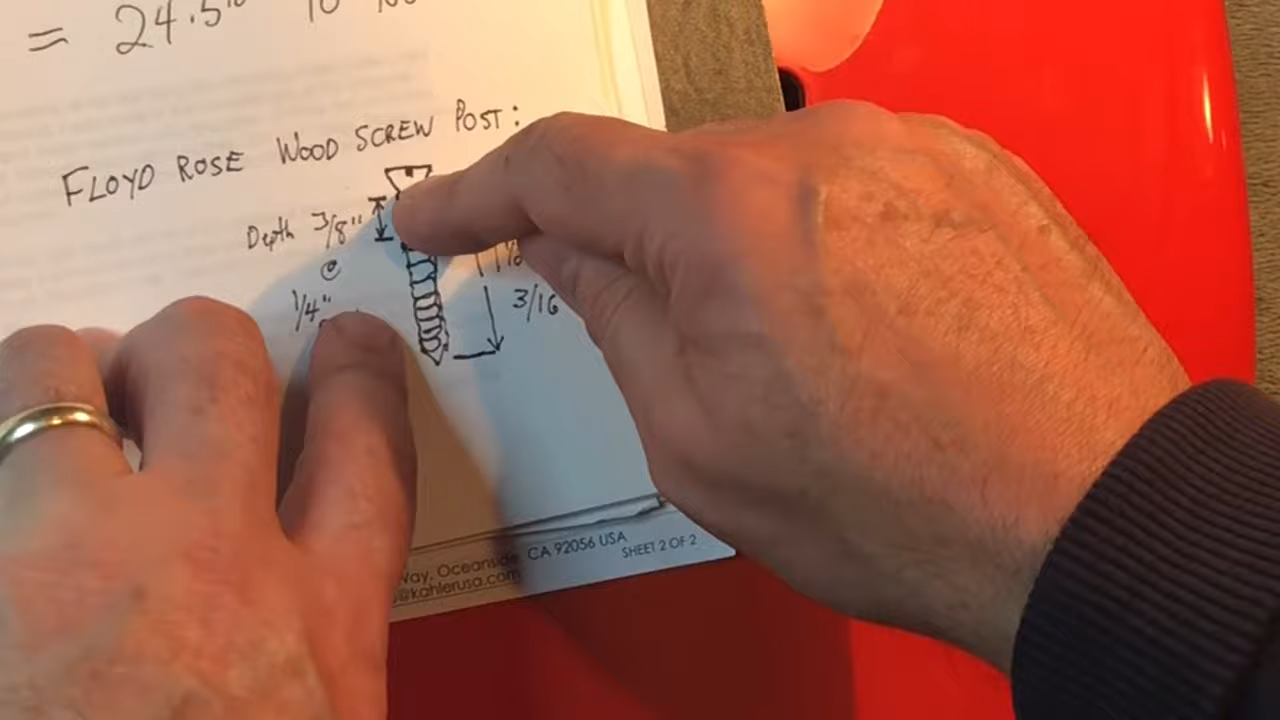 = 24.5"
FLOYD ROSE WOOD SCREW POST:
Depth 3/8"
@
1/4"
3/16
CA 92056 USA
Way, Oceanside
SHEET 2 OF 2
@kahlerusa.com